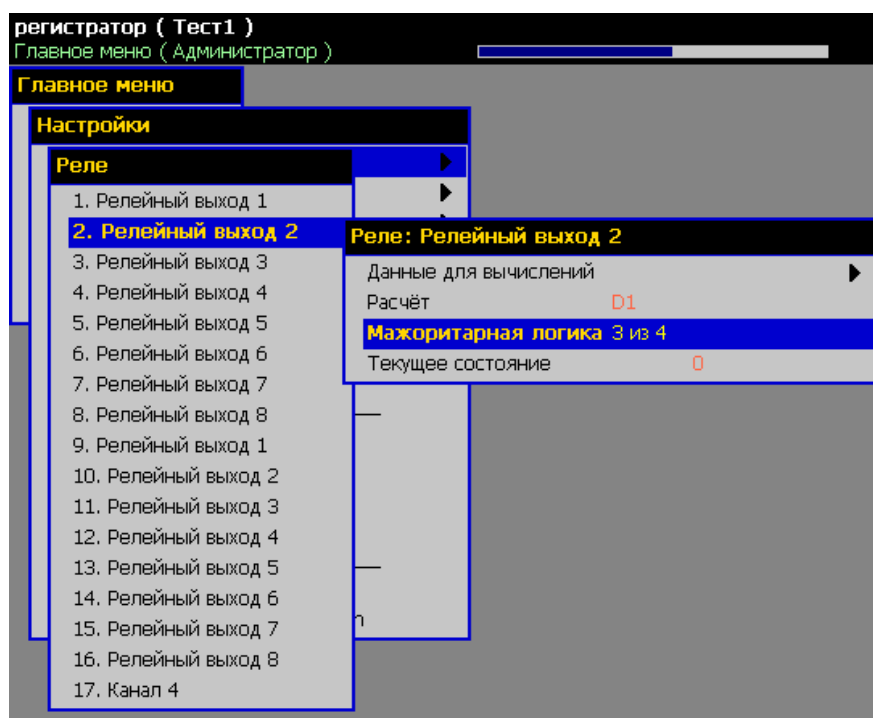 регистратор ( Тест1 )
Главное меню ( Администратор )
Главное меню
Настройки
Реле
1. Релейный выход 1
2. Релейный выход 2
3. Релейный выход 3
4. Релейный выход 4
5. Релейный выход 5
6. Релейный выход 6
7. Релейный выход 7
8. Релейный выход 8
9. Релейный выход 1
10. Релейный выход 2
11. Релейный выход 3
12. Релейный выход 4
13. Релейный выход 5
14. Релейный выход 6
15. Релейный выход 7
16. Релейный выход 8
17. Канал 4
Реле: Релейный выход 2
Данные для вычислений
Расчёт D1
Мажоритарная логика 3 из 4
Текущее состояние 0